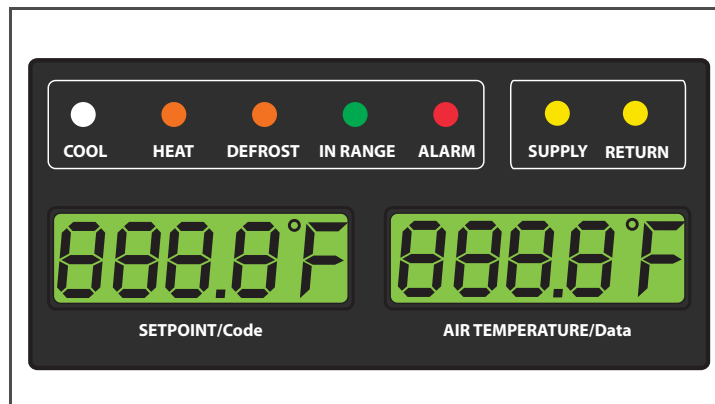 COOL HEAT DEFROST IN RANGE ALARM SUPPLY RETURN
888.8°F 888.8°F
SETPOINT/Code AIR TEMPERATURE/Data